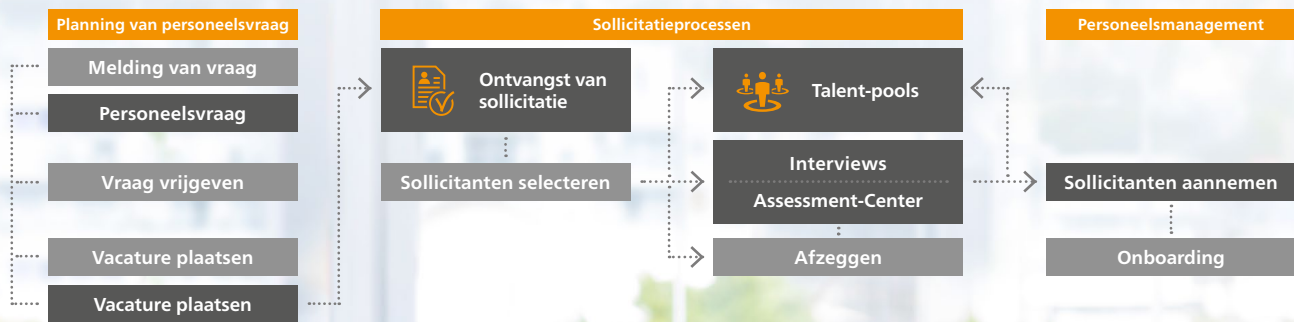 Planning van personeelsvraag
Melding van vraag
Personeelsvraag
Vraag vrijgeven
Vacature plaatsen
Vacature plaatsen
Sollicitatieprocessen
Ontvangst van
sollicitatie
Sollicitanten selecteren
Talent-pools
Interviews
Assessment-Center
Afzeggen
Personeelsmanagement
Sollicitanten aannemen
Onboarding